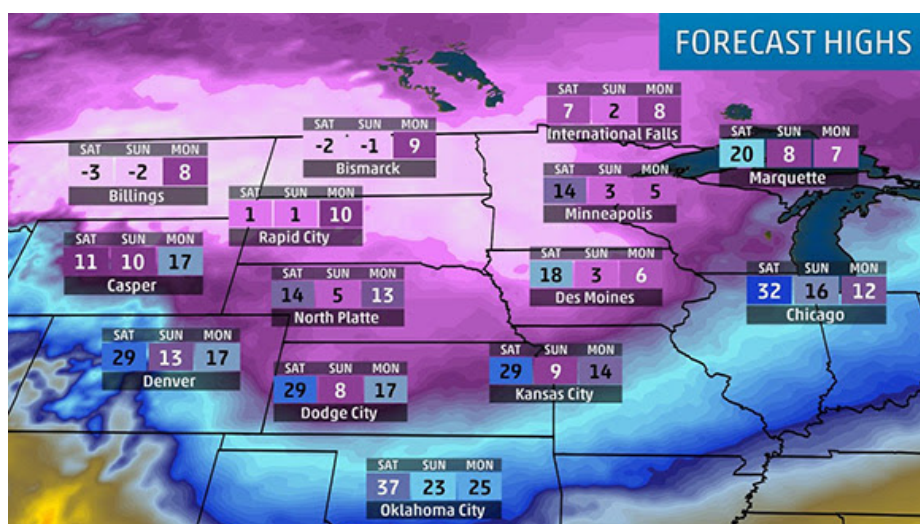 FORECAST HIGHS
SAT SUN MON
7 2 8
International Falls
SAT SUN MON
-2 -1 9
Bismarck
SAT SUN MON
20 8 7
Marquette
SAT SUN MON
-3 -2 8
Billings
SAT SUN MON
14 3 5
Minneapolis
SAT SUN MON
1 1 10
Rapid City
SAT SUN MON
11 10 17
Casper
SAT SUN MON
18 3 6
Des Moines
SAT SUN MON
14 5 13
North Platte
SAT SUN MON
32 16 12
Chicago
SAT SUN MON
29 13 17
Denver
SAT SUN MON
29 8 17
Dodge City
SAT SUN MON
29 9 14
Kansas City
SAT SUN MON
37 23 25
Oklahoma City